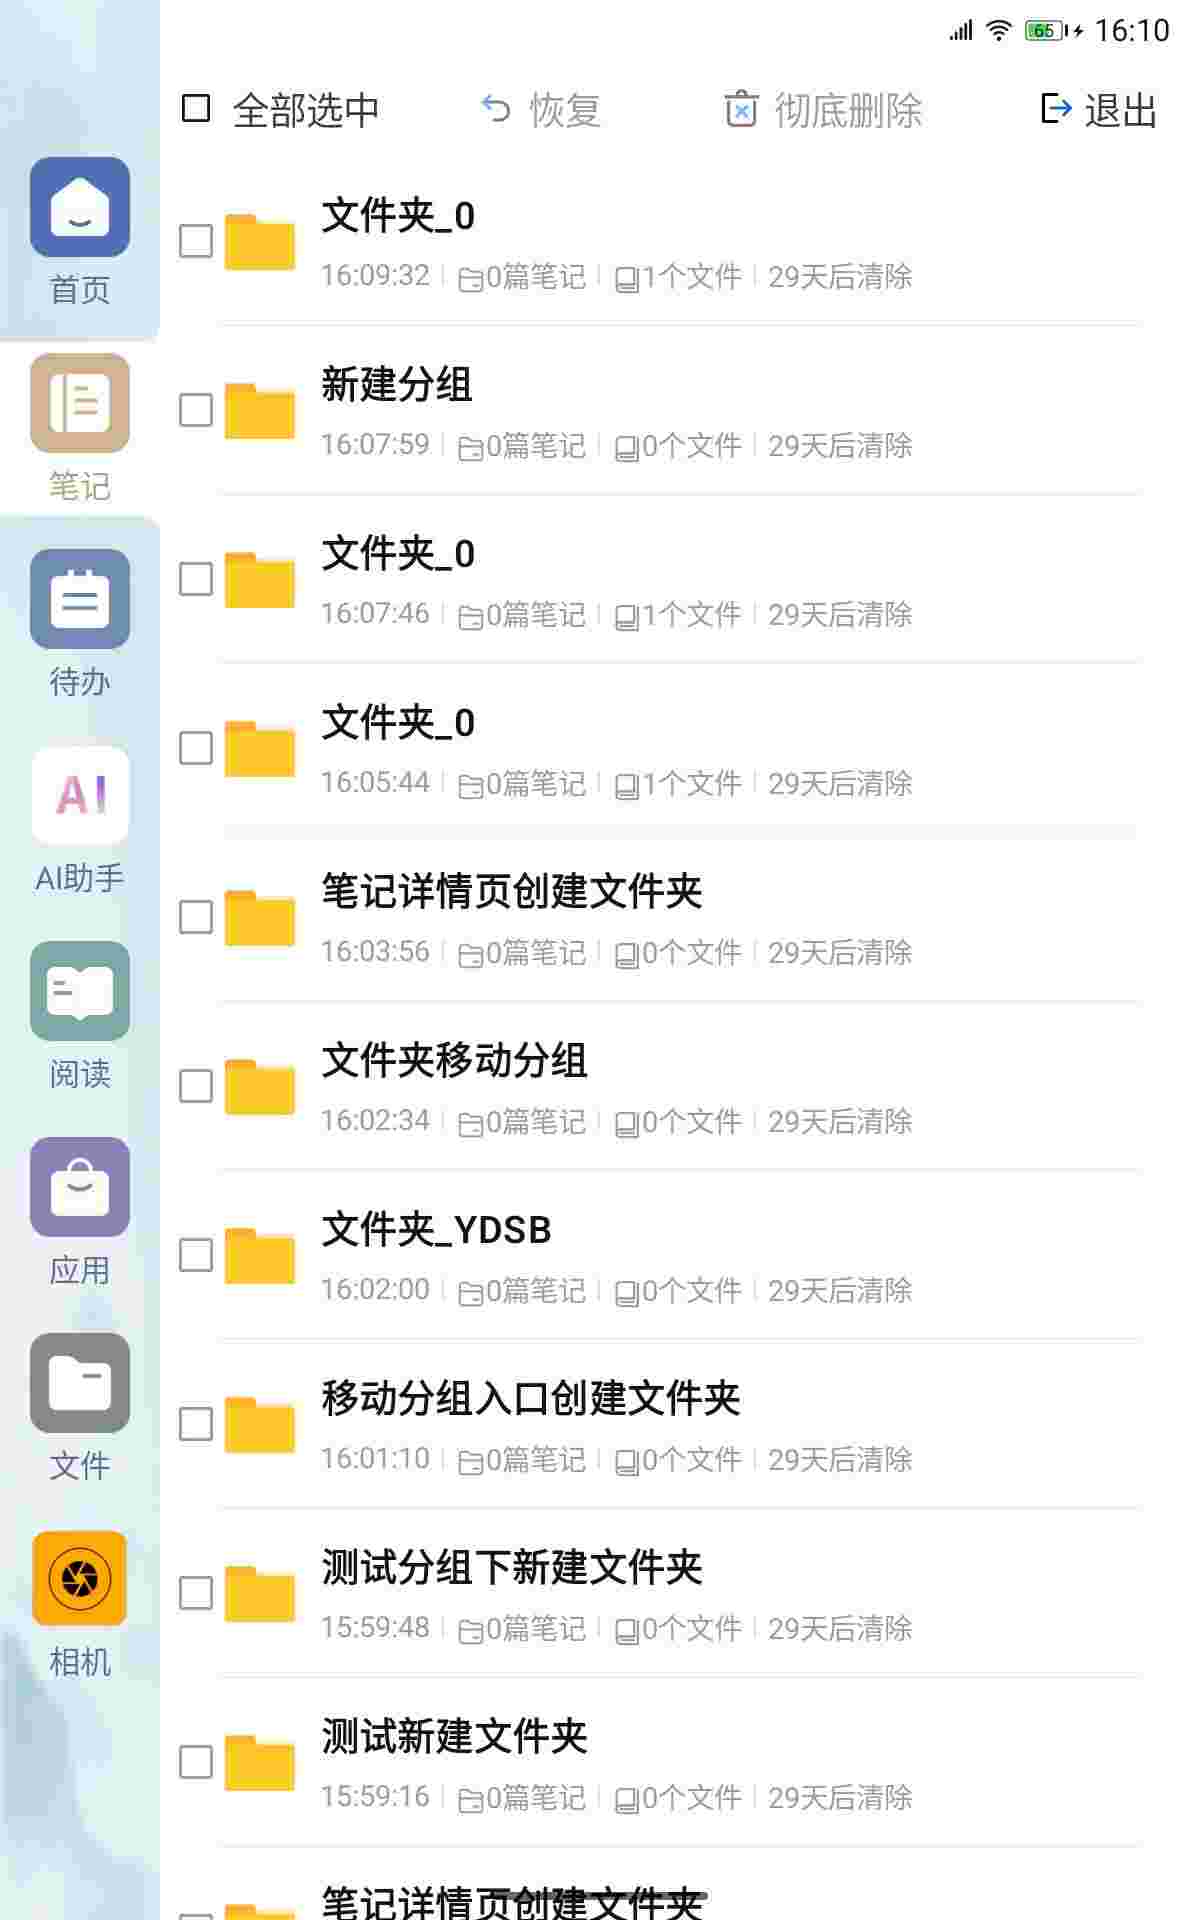 65 16:10
全部选中 恢复 彻底删除 退出
首页
笔记
待办
AI
AI助手
阅读
应用
文件
相机
文件夹_0
16:09:32 0篇笔记 1个文件 29天后清除
新建分组
16:07:59 0篇笔记 0个文件 29天后清除
文件夹_0
16:07:46 0篇笔记 1个文件 29天后清除
文件夹_0
16:05:44 0篇笔记 1个文件 29天后清除
笔记详情页创建文件夹
16:03:56 0篇笔记 0个文件 29天后清除
文件夹移动分组
16:02:34 0篇笔记 0个文件 29天后清除
文件夹_YDSB
16:02:00 0篇笔记 0个文件 29天后清除
移动分组入口创建文件夹
16:01:10 0篇笔记 0个文件 29天后清除
测试分组下新建文件夹
15:59:48 0篇笔记 0个文件 29天后清除
测试新建文件夹
15:59:16 0篇笔记 0个文件 29天后清除
笔记详情页创建文件夹